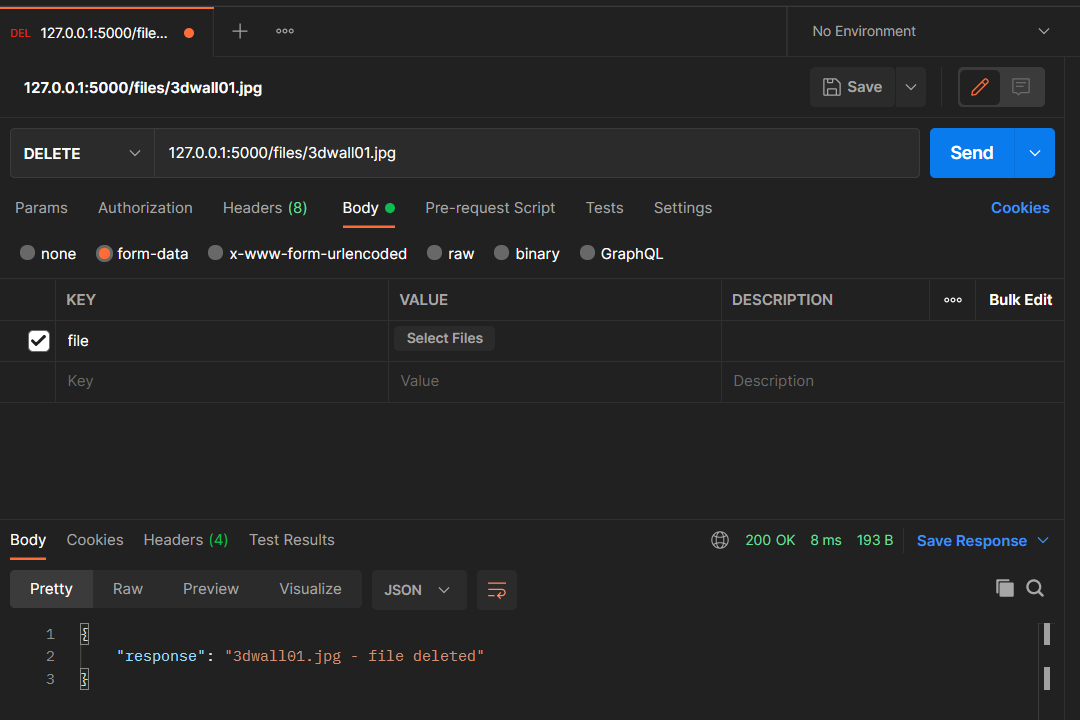 DEL 127.0.0.1:5000/file... No Environment
127.0.0.1:5000/files/3dwall01.jpg Save
DELETE 127.0.0.1:5000/files/3dwall01.jpg Send
Params Authorization Headers (8) Body Pre-request Script Tests Settings Cookies
none form-data x-www-form-urlencoded raw binary GraphQL
KEY VALUE DESCRIPTION Bulk Edit
file Select Files
Key Value Description
Body Cookies Headers (4) Test Results 200 OK 8 ms 193 B Save Response
Pretty Raw Preview Visualize JSON
1 {
2 "response": "3dwall01.jpg - file deleted"
3 }